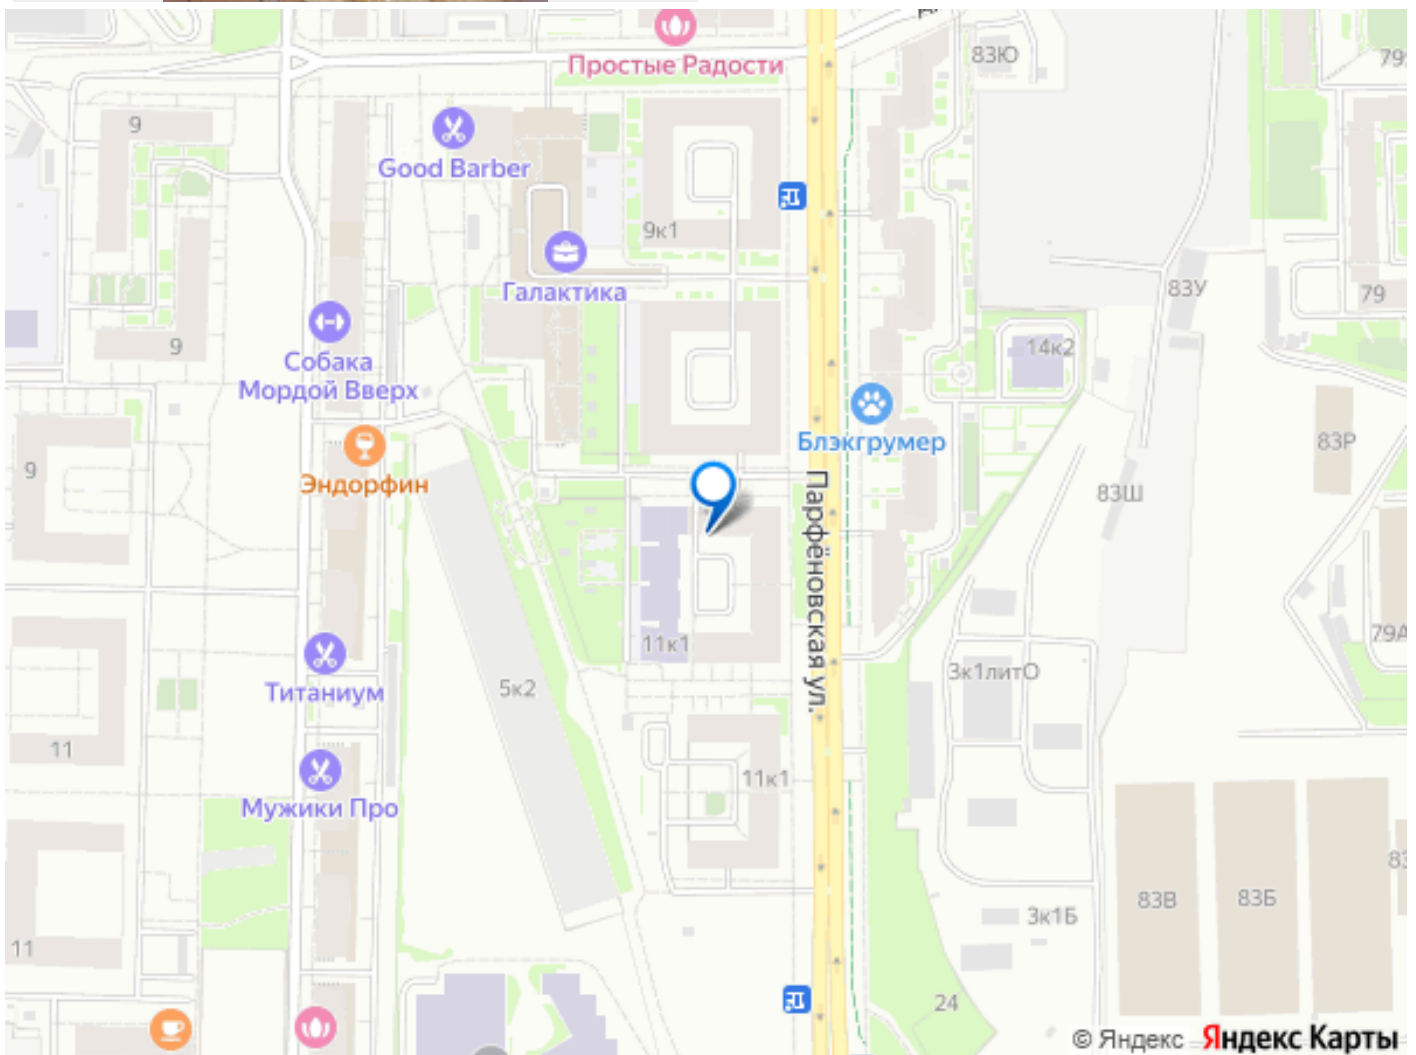 Простые Радости
83Ю
79
9
Good Barber
9к1
Галактика
83У
79
14к2
9
Собака
Мордой Вверх
Блэкгрумер
83Р
9
Эндорфин
83Ш
Парфёновская ул.
11к1
79А
Титаниум
5к2
3к1литО
11
11к1
Мужики Про
83В
83Б
3к1Б
11
24
© Яндекс Яндекс Карты